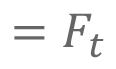 = F_t